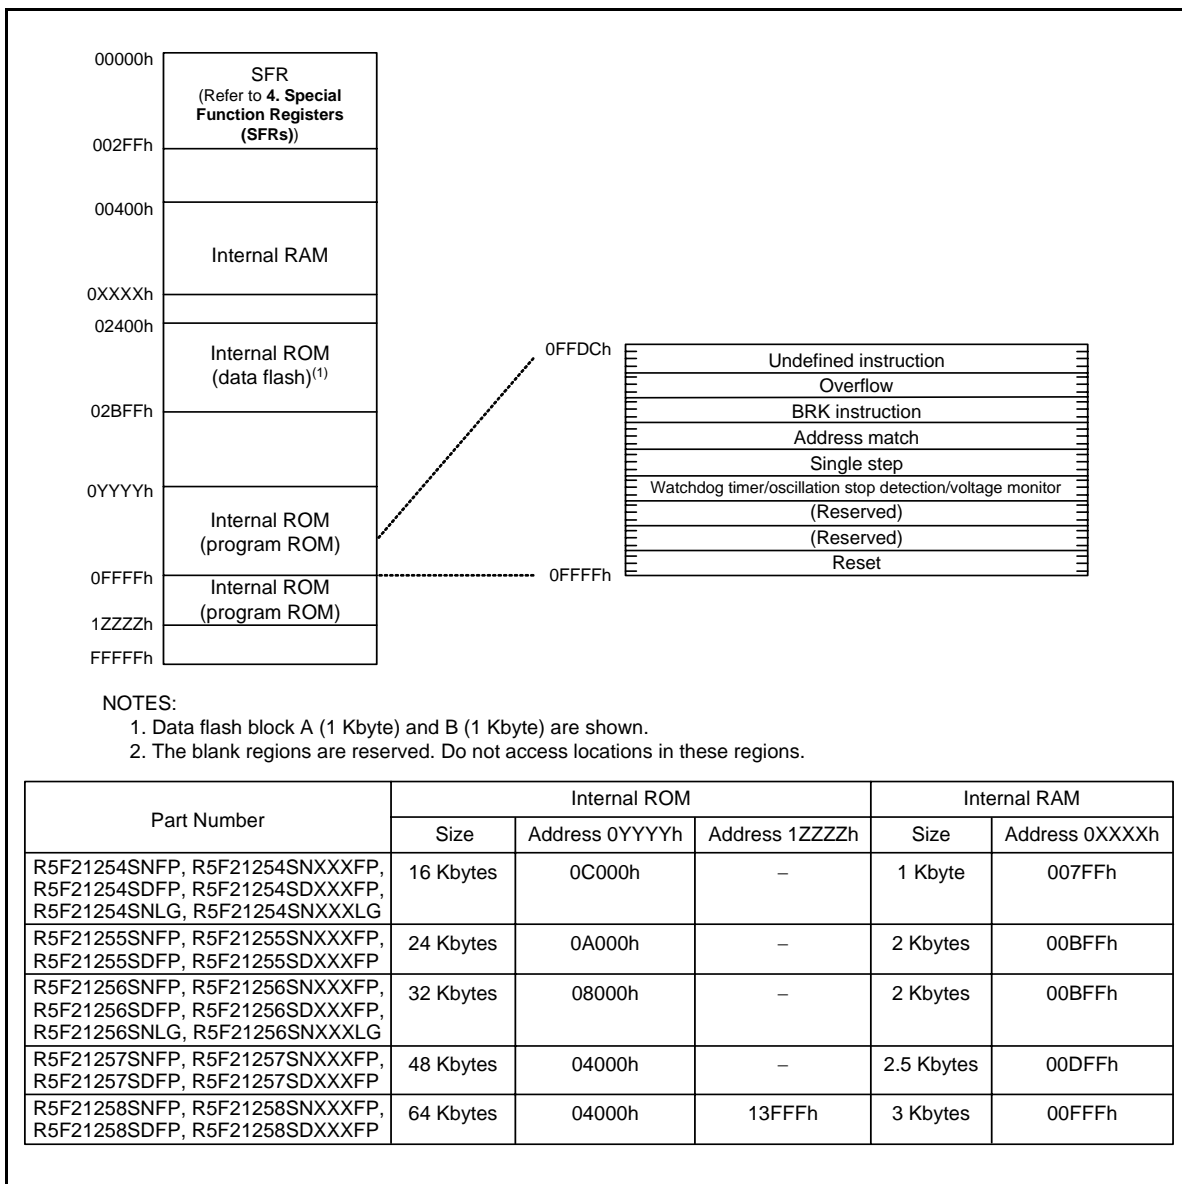 00000h
SFR
(Refer to 4. Special
Function Registers
(SFRs))
002FFh
00400h
Internal RAM
0XXXXh
02400h
Internal ROM
(data flash)(1)
02BFFh
0YYYYh
Internal ROM
(program ROM)
0FFFFh
Internal ROM
(program ROM)
1ZZZZh
FFFFFh
0FFDCh
Undefined instruction
Overflow
BRK instruction
Address match
Single step
Watchdog timer/oscillation stop detection/voltage monitor
(Reserved)
(Reserved)
Reset
0FFFFh
NOTES:
1. Data flash block A (1 Kbyte) and B (1 Kbyte) are shown.
2. The blank regions are reserved. Do not access locations in these regions.
Part Number Internal ROM Internal RAM
Size Address 0YYYYh Address 1ZZZZh Size Address 0XXXXh
R5F21254SNFP, R5F21254SNXXXFP,
R5F21254SDFP, R5F21254SDXXXFP,
R5F21254SNLG, R5F21254SNXXXLG
16 Kbytes 0C000h – 1 Kbyte 007FFh
R5F21255SNFP, R5F21255SNXXXFP,
R5F21255SDFP, R5F21255SDXXXFP
24 Kbytes 0A000h – 2 Kbytes 00BFFh
R5F21256SNFP, R5F21256SNXXXFP,
R5F21256SDFP, R5F21256SDXXXFP,
R5F21256SNLG, R5F21256SNXXXLG
32 Kbytes 08000h – 2 Kbytes 00BFFh
R5F21257SNFP, R5F21257SNXXXFP,
R5F21257SDFP, R5F21257SDXXXFP
48 Kbytes 04000h – 2.5 Kbytes 00DFFh
R5F21258SNFP, R5F21258SNXXXFP,
R5F21258SDFP, R5F21258SDXXXFP
64 Kbytes 04000h 13FFFh 3 Kbytes 00FFFh